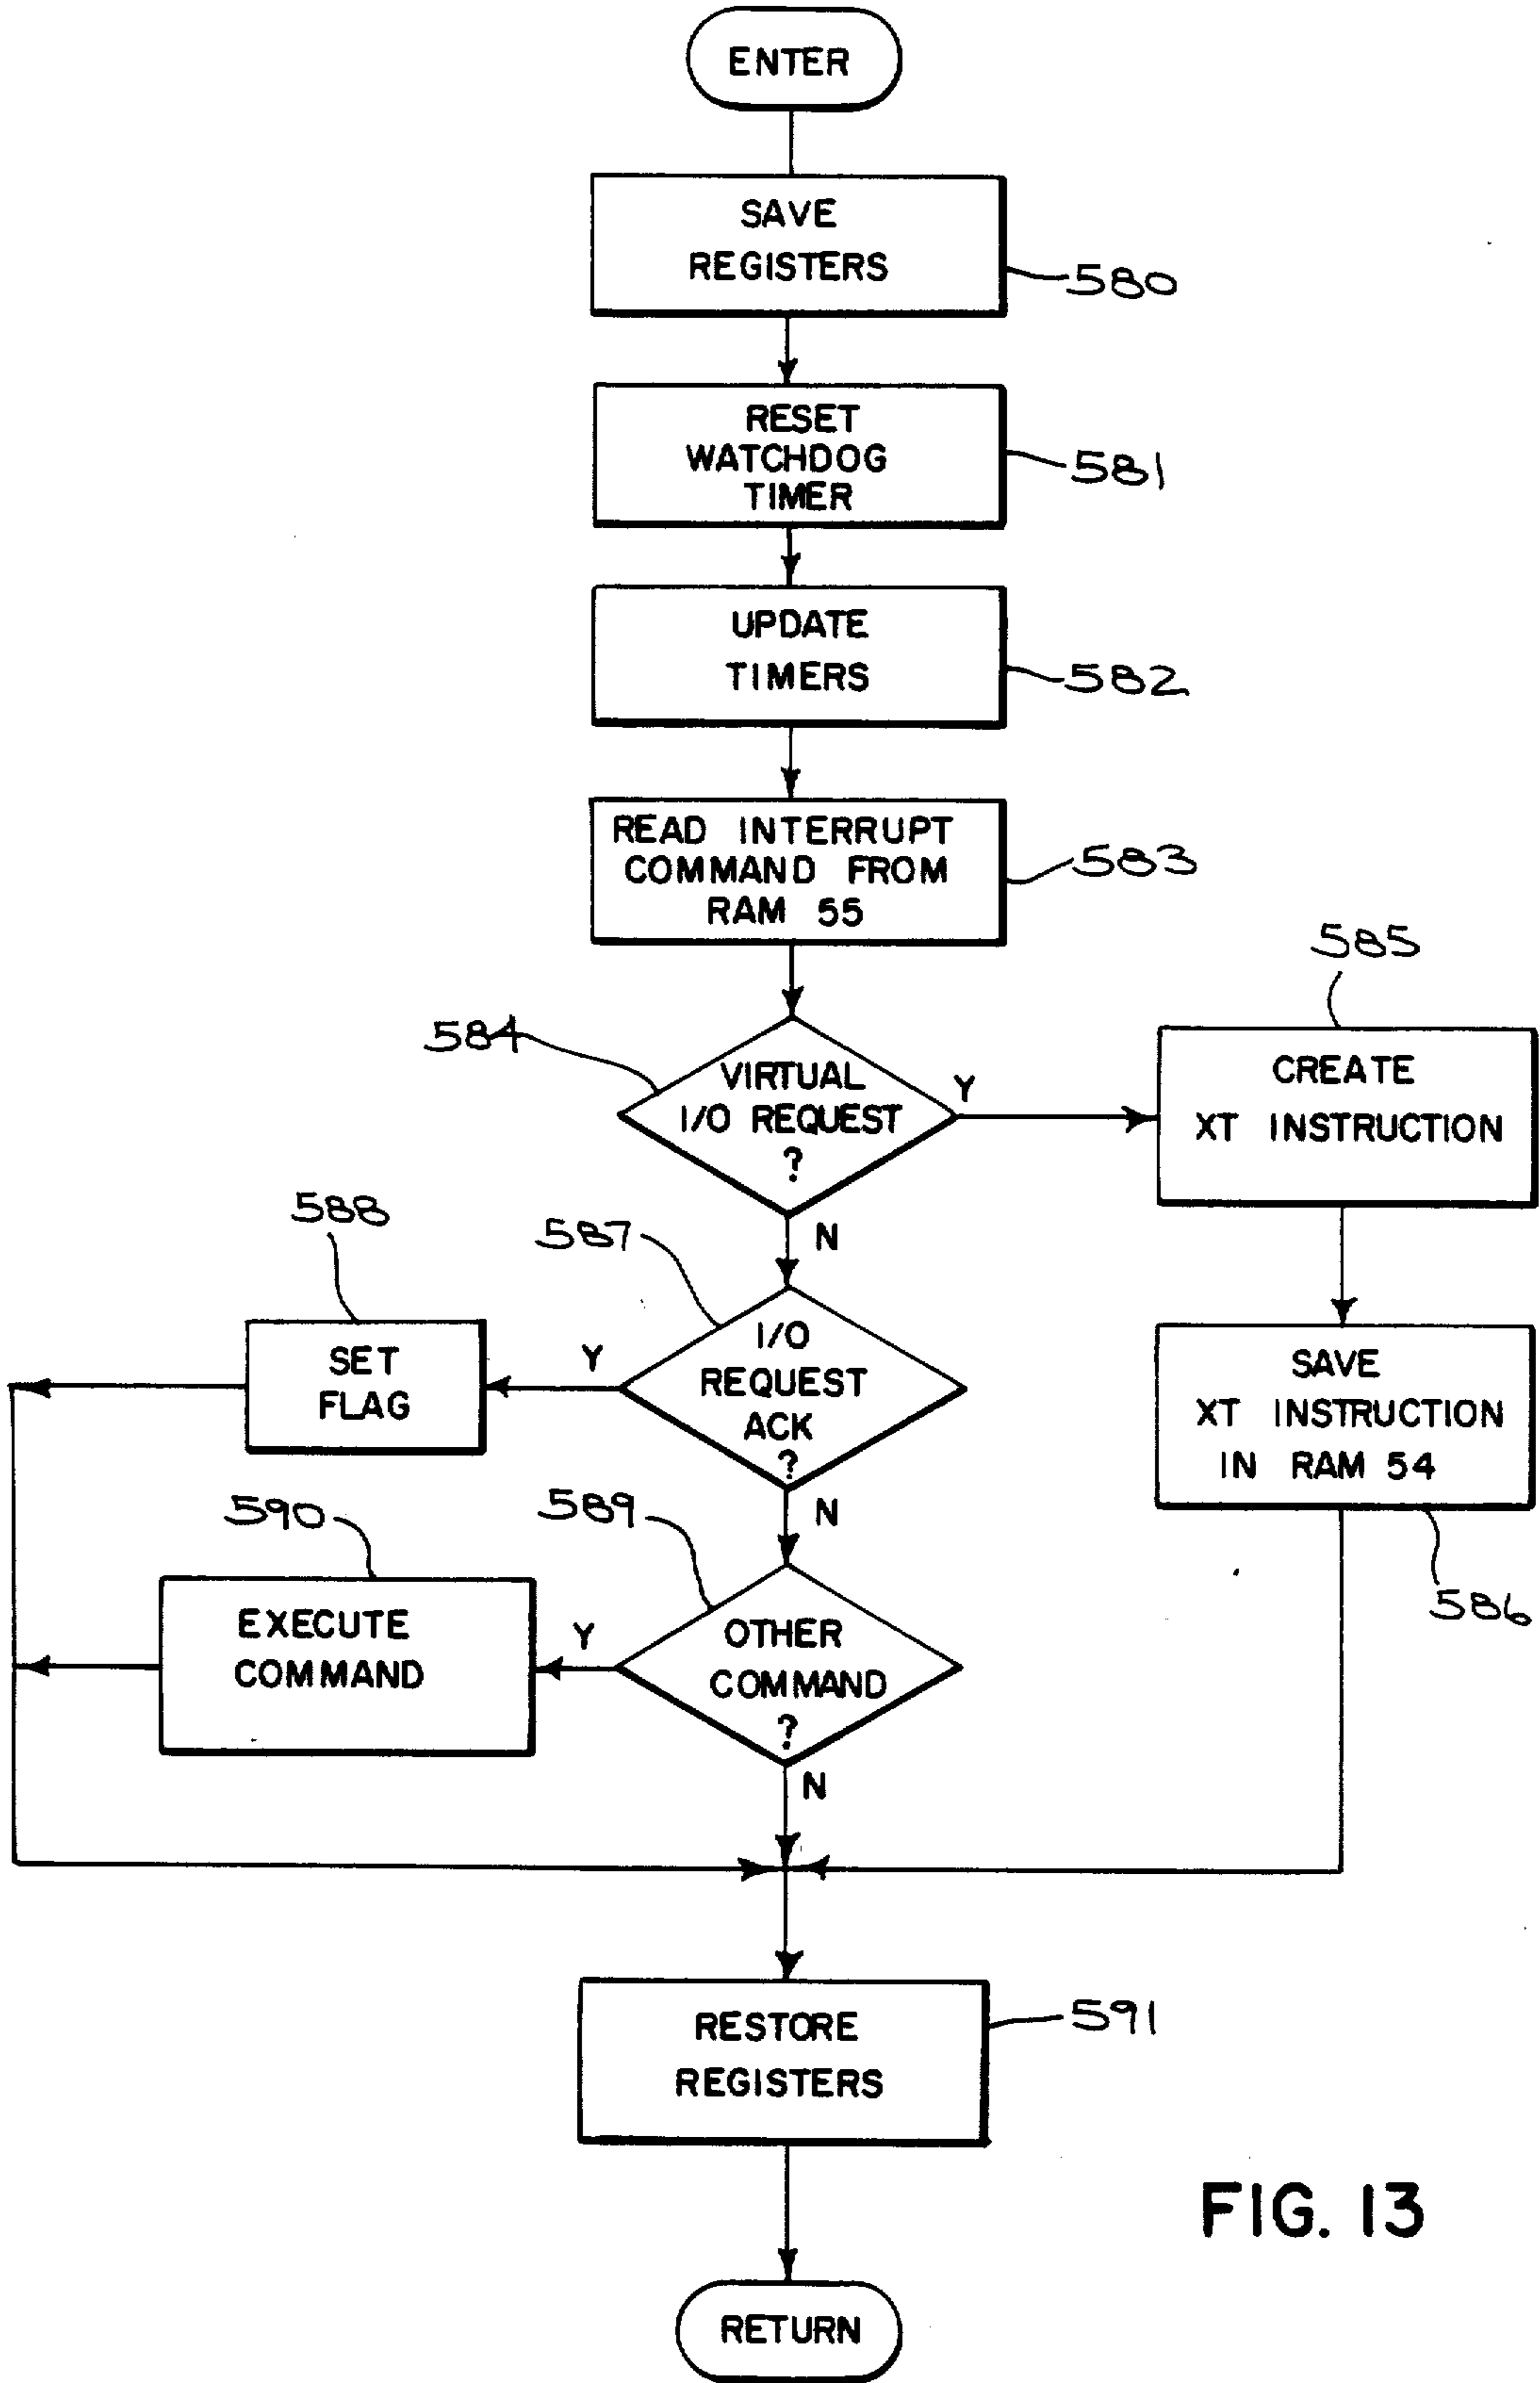 ENTER
SAVE
REGISTERS
580
RESET
WATCHDOG
TIMER
581
UPDATE
TIMERS
582
READ INTERRUPT
COMMAND FROM
RAM 55
583
584
VIRTUAL
I/O REQUEST
?
Y
N
585
CREATE
XT INSTRUCTION
SAVE
XT INSTRUCTION
IN RAM 54
586
587
I/O
REQUEST
ACK
?
Y
N
588
SET
FLAG
589
OTHER
COMMAND
?
Y
N
590
EXECUTE
COMMAND
RESTORE
REGISTERS
591
RETURN
FIG. 13